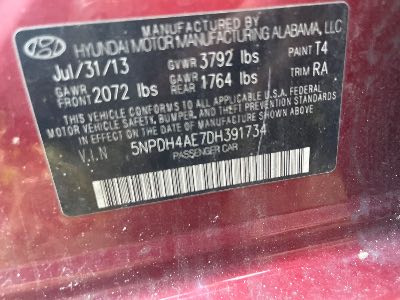 MANUFACTURED BY
HYUNDAI MOTOR MANUFACTURING ALABAMA, LLC
Jul/31/13 GVWR 3792 lbs PAINT T4
GAWR FRONT 2072 lbs GAWR REAR 1764 lbs TRIM RA
THIS VEHICLE CONFORMS TO ALL APPLICABLE U.S.A. FEDERAL
MOTOR VEHICLE SAFETY, BUMPER, AND THEFT PREVENTION
STANDARDS IN EFFECT ON THE DATE OF MANUFACTURE SHOWN ABOVE.
V.I.N 5NPDH4AE7DH391734
PASSENGER CAR